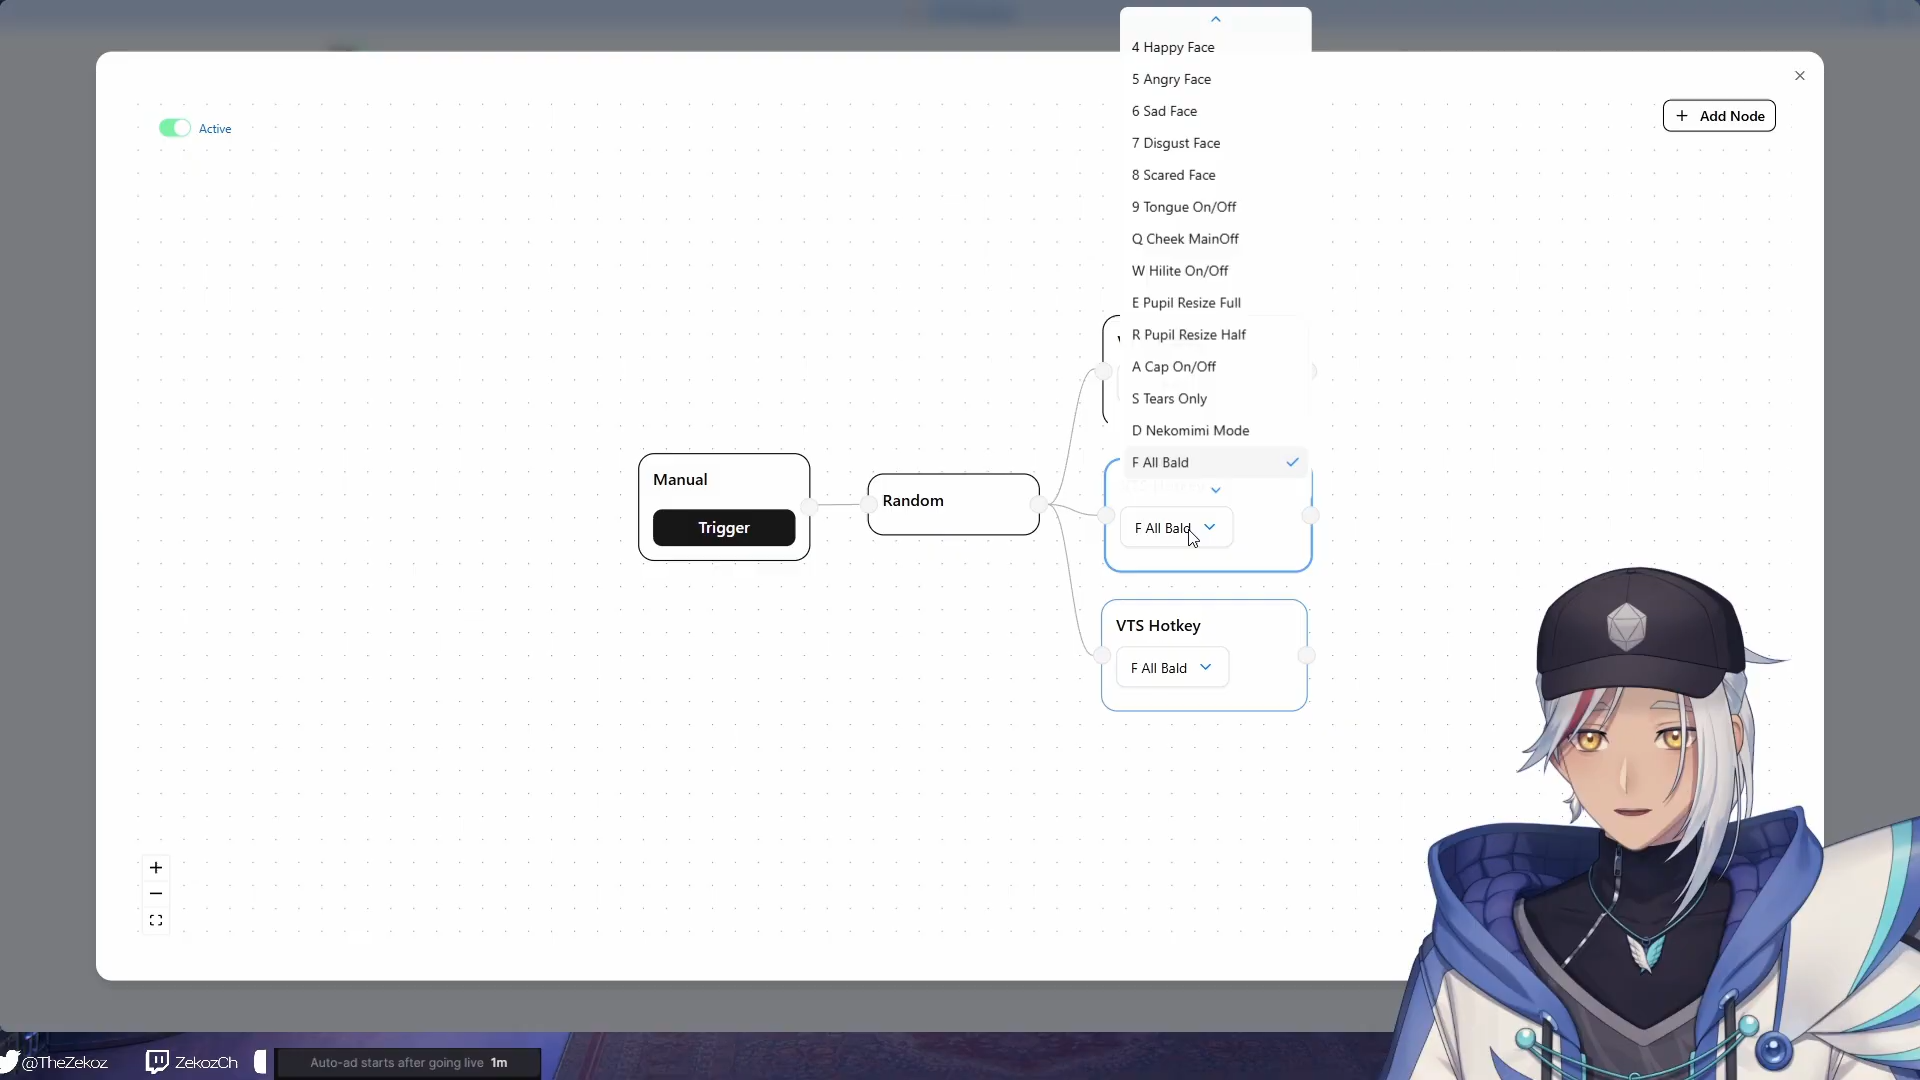 4 Happy Face
5 Angry Face
6 Sad Face
7 Disgust Face
8 Scared Face
9 Tongue On/Off
Q Cheek MainOff
W Hilite On/Off
E Pupil Resize Full
R Pupil Resize Half
A Cap On/Off
S Tears Only
D Nekomimi Mode
F All Bald
Active
Add Node
Manual
Trigger
Random
F All Bald
VTS Hotkey
F All Bald
@TheZekoz
ZekozCh
Auto-ad starts after going live 1m